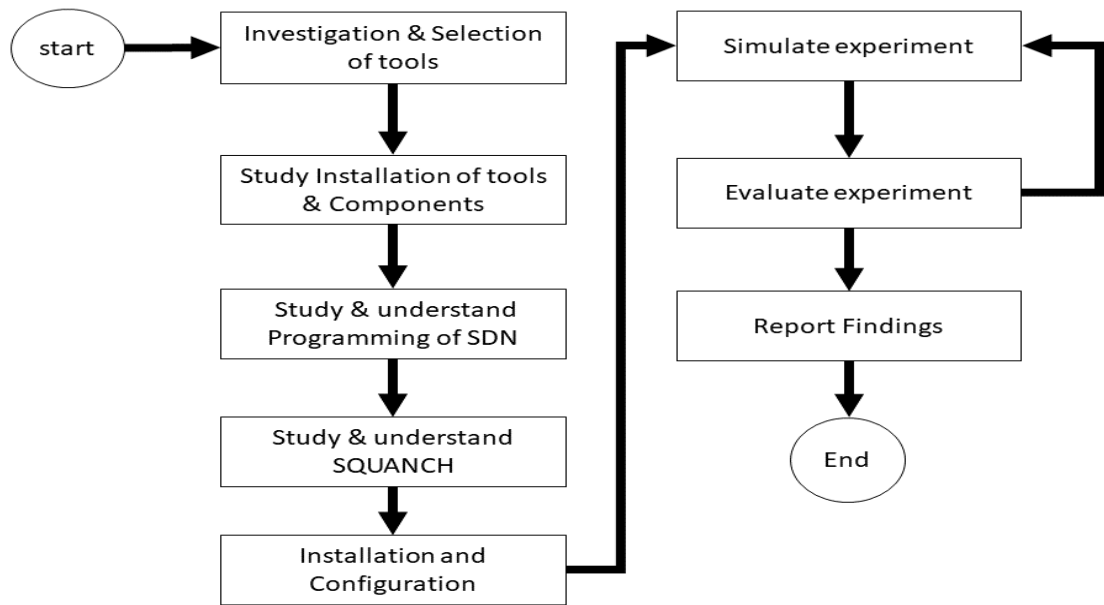 start
Investigation & Selection
of tools
Study Installation of tools
& Components
Study & understand
Programming of SDN
Study & understand
SQUANCH
Installation and
Configuration
Simulate experiment
Evaluate experiment
Report Findings
End